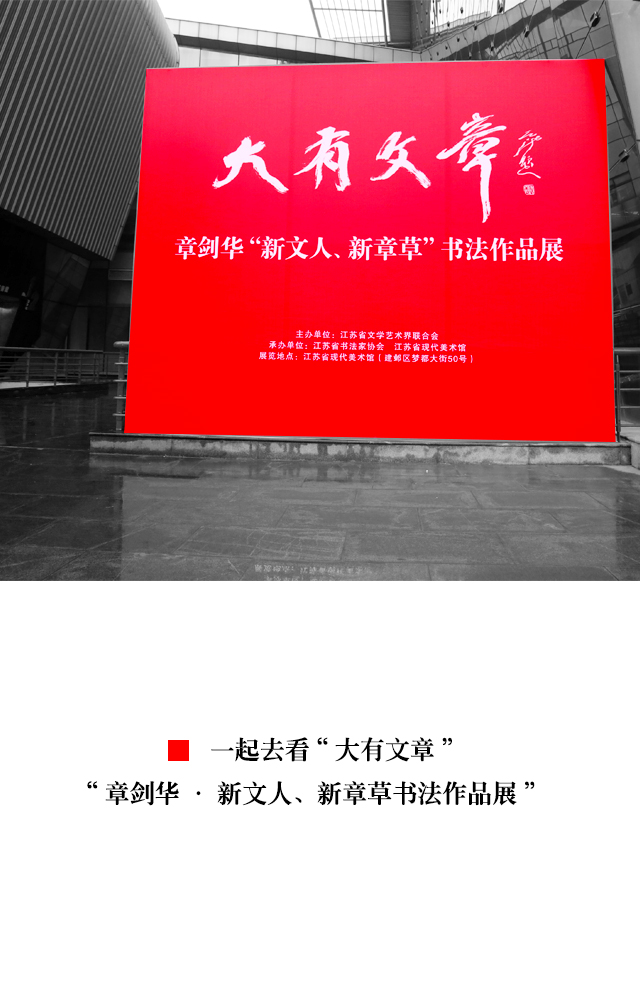 大有文章
章剑华“新文人、新章草”书法作品展
主办单位：江苏省文学艺术界联合会
承办单位：江苏省书法家协会 江苏省现代美术馆
展览地点：江苏省现代美术馆（建邺区梦都大街50号）
一起去看“大有文章”
“章剑华 · 新文人、新章草书法作品展”